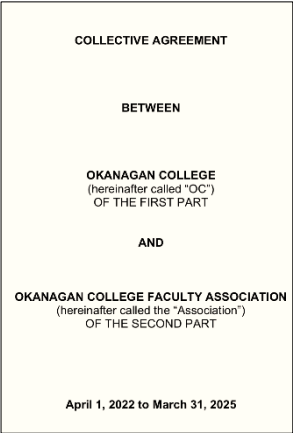 COLLECTIVE AGREEMENT
BETWEEN
OKANAGAN COLLEGE
(hereinafter called “OC”)
OF THE FIRST PART
AND
OKANAGAN COLLEGE FACULTY ASSOCIATION
(hereinafter called the “Association”)
OF THE SECOND PART
April 1, 2022 to March 31, 2025